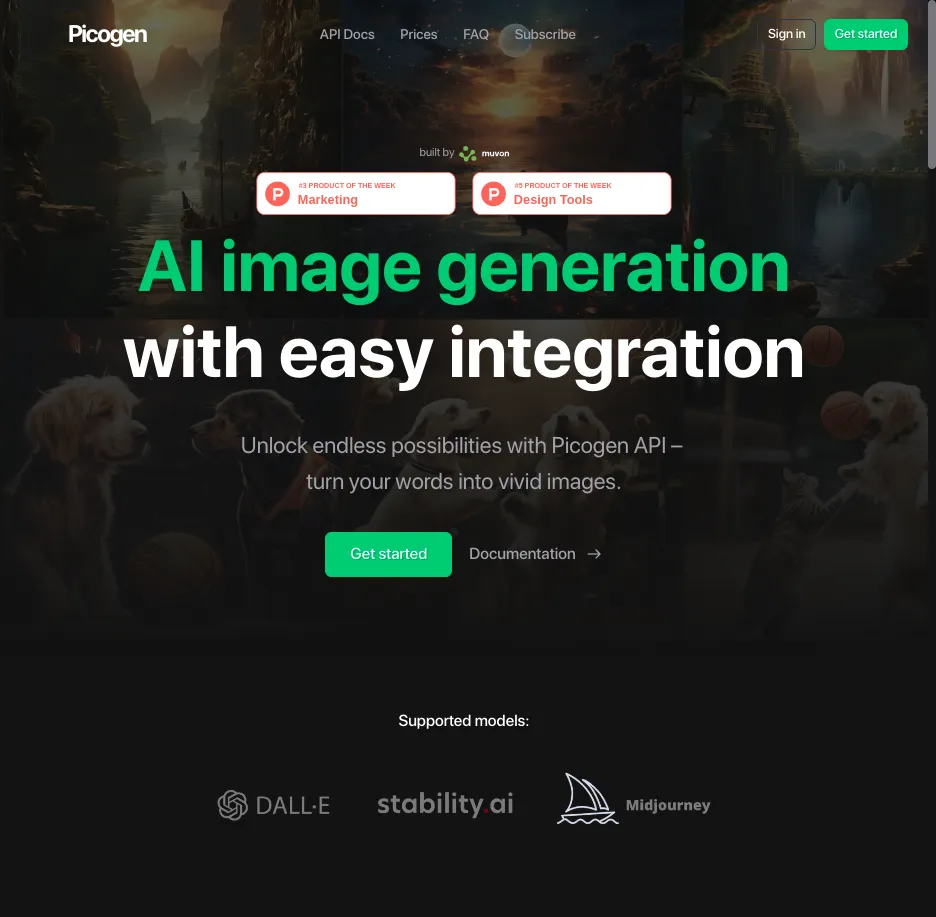 Picogen
API Docs Prices FAQ Subscribe
Sign in Get started
built by muvon
#3 PRODUCT OF THE WEEK
Marketing
#5 PRODUCT OF THE WEEK
Design Tools
AI image generation
with easy integration
Unlock endless possibilities with Picogen API –
turn your words into vivid images.
Get started Documentation →
Supported models:
DALL·E stability.ai Midjourney